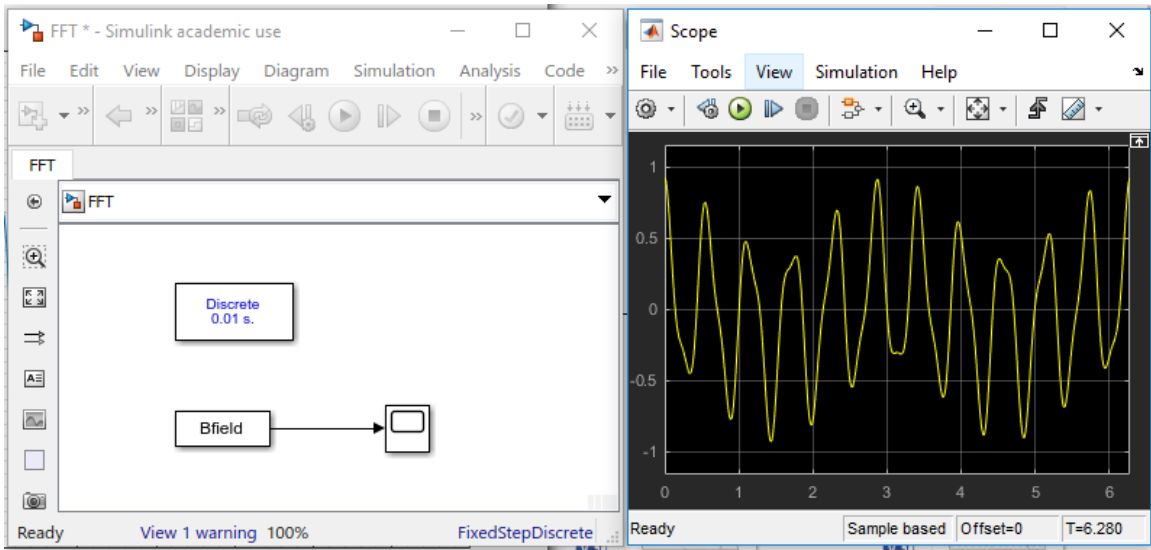 FFT * - Simulink academic use
File Edit View Display Diagram Simulation Analysis Code »
» » » »
FFT
FFT
Discrete
0.01 s.
Bfield
Ready View 1 warning 100% FixedStepDiscrete
Scope
File Tools View Simulation Help
1
0.5
0
-0.5
-1
0 1 2 3 4 5 6
Ready Sample based Offset=0 T=6.280